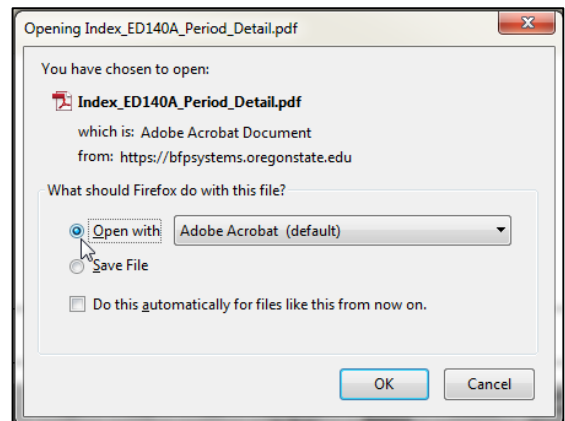 Opening Index_ED140A_Period_Detail.pdf
You have chosen to open:
Index_ED140A_Period_Detail.pdf
which is: Adobe Acrobat Document
from: https://bfpsystems.oregonstate.edu
What should Firefox do with this file?
Open with Adobe Acrobat (default)
Save File
Do this automatically for files like this from now on.
OK Cancel